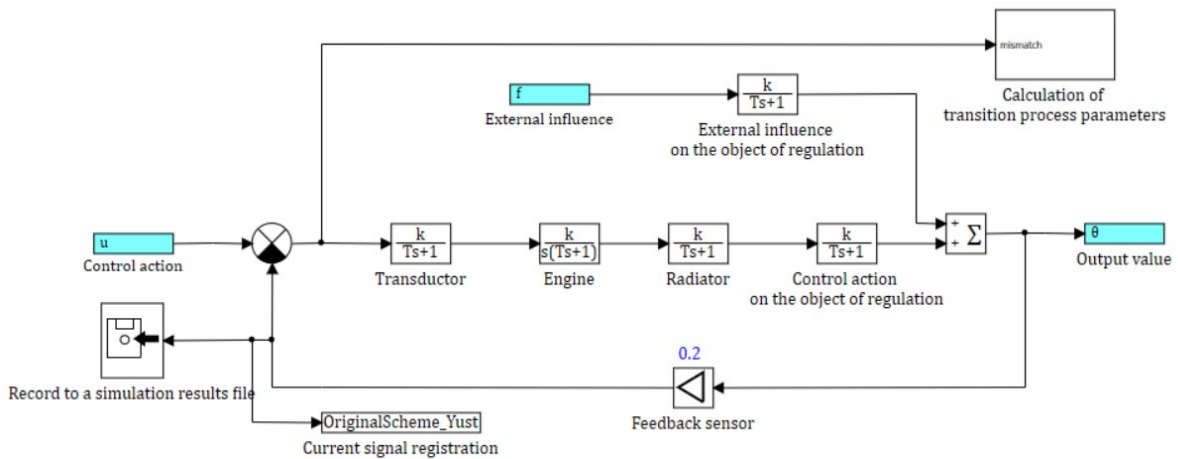 mismatch
Calculation of
transition process parameters
f
External influence
k
Ts+1
External influence
on the object of regulation
u
Control action
k
Ts+1
Transductor
k
s(Ts+1)
Engine
k
Ts+1
Radiator
k
Ts+1
Control action
on the object of regulation
+
+
Σ
θ
Output value
Record to a simulation results file
0.2
Feedback sensor
OriginalScheme_Yust
Current signal registration